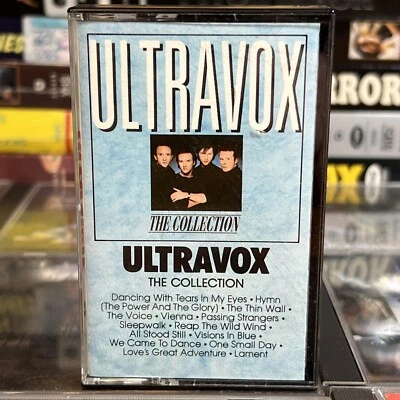 ULTRAVOX
THE COLLECTION
ULTRAVOX
THE COLLECTION
Dancing With Tears In My Eyes • Hymn
(The Power And The Glory) • The Thin Wall •
The Voice • Vienna • Passing Strangers •
Sleepwalk • Reap The Wild Wind •
All Stood Still • Visions In Blue •
We Came To Dance • One Small Day •
Love's Great Adventure • Lament